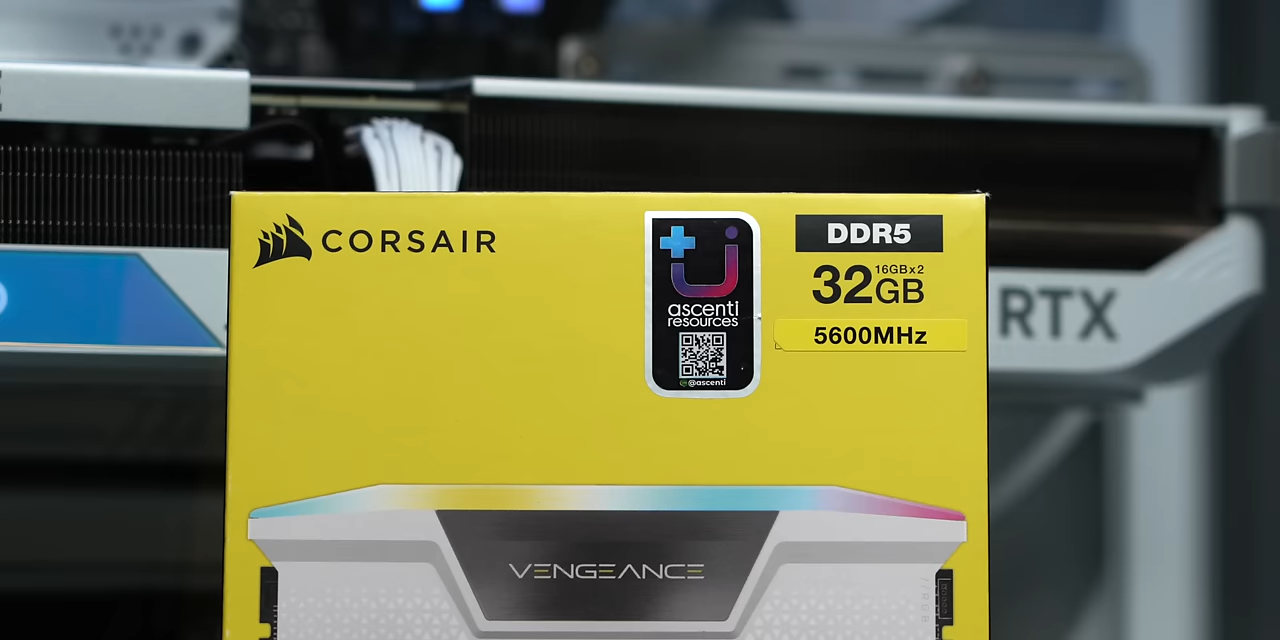 CORSAIR
ascenti
resources
@ascenti
DDR5
32GB 16GBx2
5600MHz
RTX
VENGEANCE